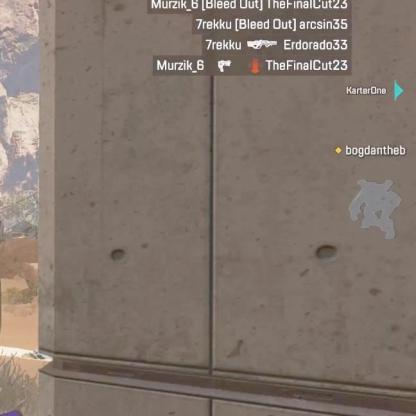 Murzik_6 [Bleed Out] TheFinalCut23
7rekku [Bleed Out] arcsin35
7rekku Erdorado33
Murzik_6 TheFinalCut23
KarterOne
bogdantheb